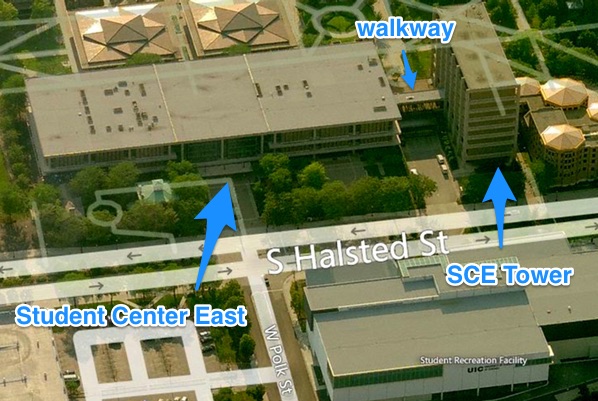 walkway
S Halsted St
SCE Tower
Student Center East
W Polk St
Student Recreation Facility
UIC